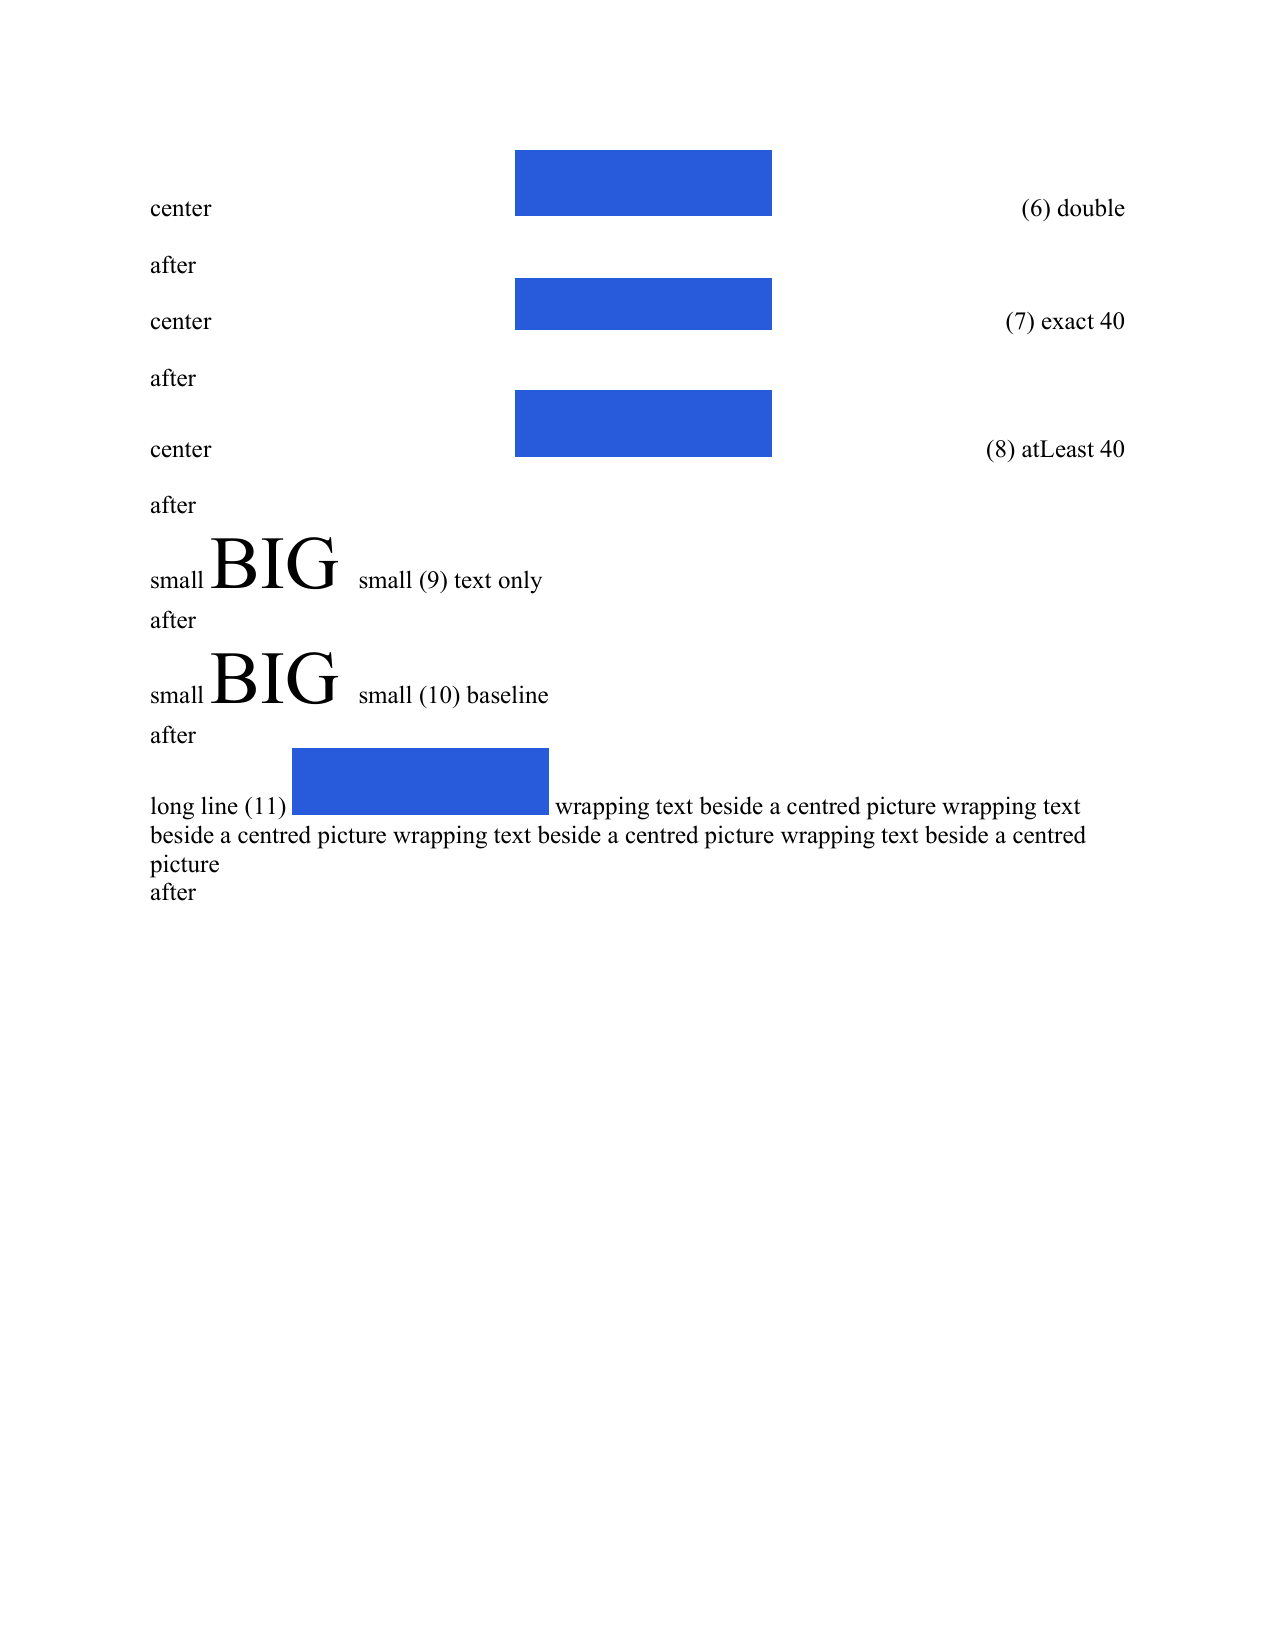 center (6) double
after
center (7) exact 40
after
center (8) atLeast 40
after
small BIG small (9) text only
after
small BIG small (10) baseline
after
long line (11) wrapping text beside a centred picture wrapping text
beside a centred picture wrapping text beside a centred picture wrapping text beside a centred
picture
after